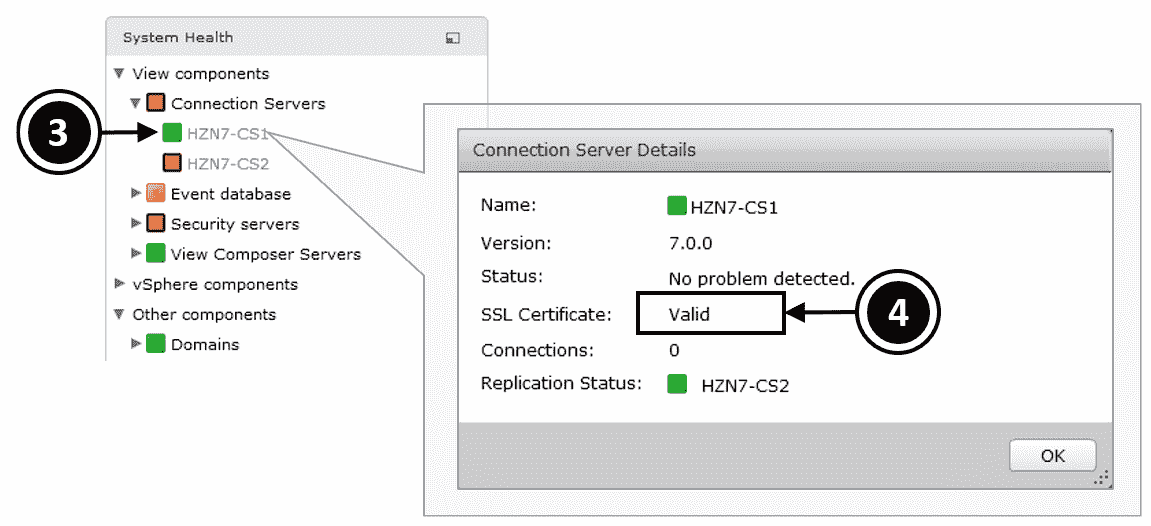 System Health
View components
Connection Servers
3
HZN7-CS1
HZN7-CS2
Event database
Security servers
View Composer Servers
vSphere components
Other components
Domains
Connection Server Details
Name: HZN7-CS1
Version: 7.0.0
Status: No problem detected.
SSL Certificate: Valid
4
Connections: 0
Replication Status: HZN7-CS2
OK